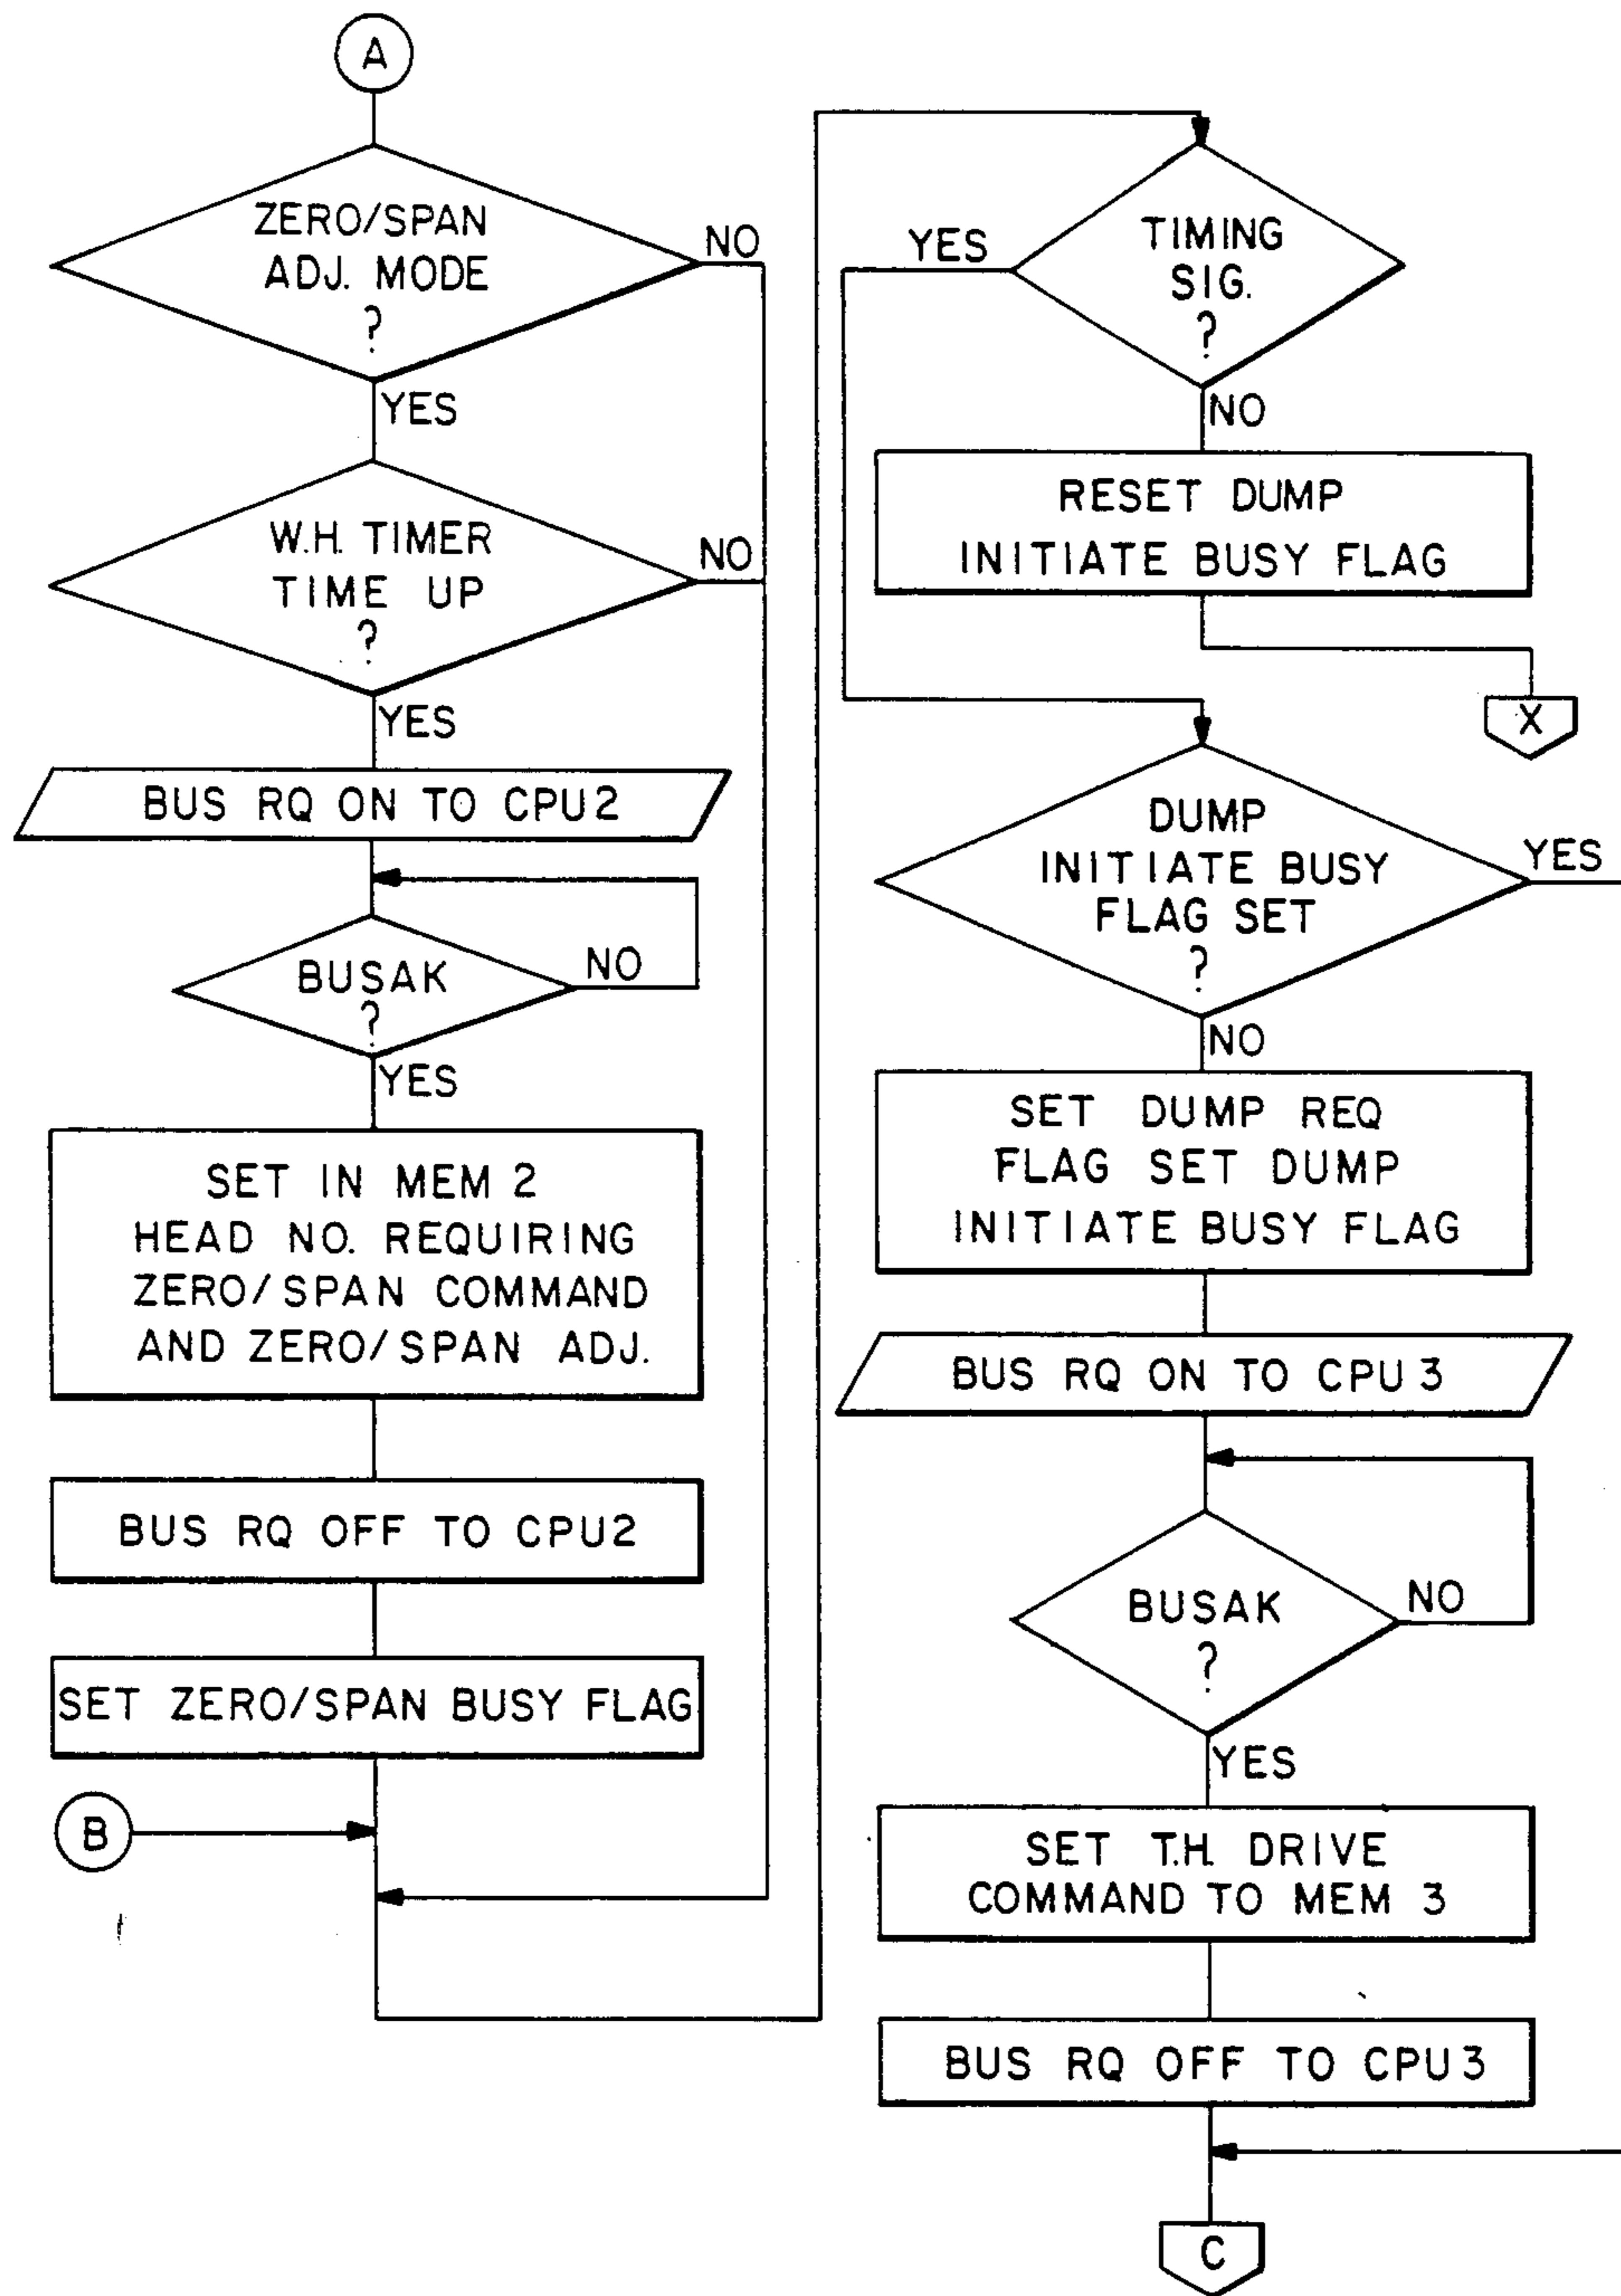 A
ZERO/SPAN
ADJ. MODE
?
NO
YES
W.H. TIMER
TIME UP
?
NO
YES
BUS RQ ON TO CPU2
BUSAK
?
NO
YES
SET IN MEM 2
HEAD NO. REQUIRING
ZERO/SPAN COMMAND
AND ZERO/SPAN ADJ.
BUS RQ OFF TO CPU2
SET ZERO/SPAN BUSY FLAG
B
TIMING
SIG.
?
YES
NO
RESET DUMP
INITIATE BUSY FLAG
X
DUMP
INITIATE BUSY
FLAG SET
?
YES
NO
SET DUMP REQ
FLAG SET DUMP
INITIATE BUSY FLAG
BUS RQ ON TO CPU 3
BUSAK
?
NO
YES
SET T.H. DRIVE
COMMAND TO MEM 3
BUS RQ OFF TO CPU 3
C